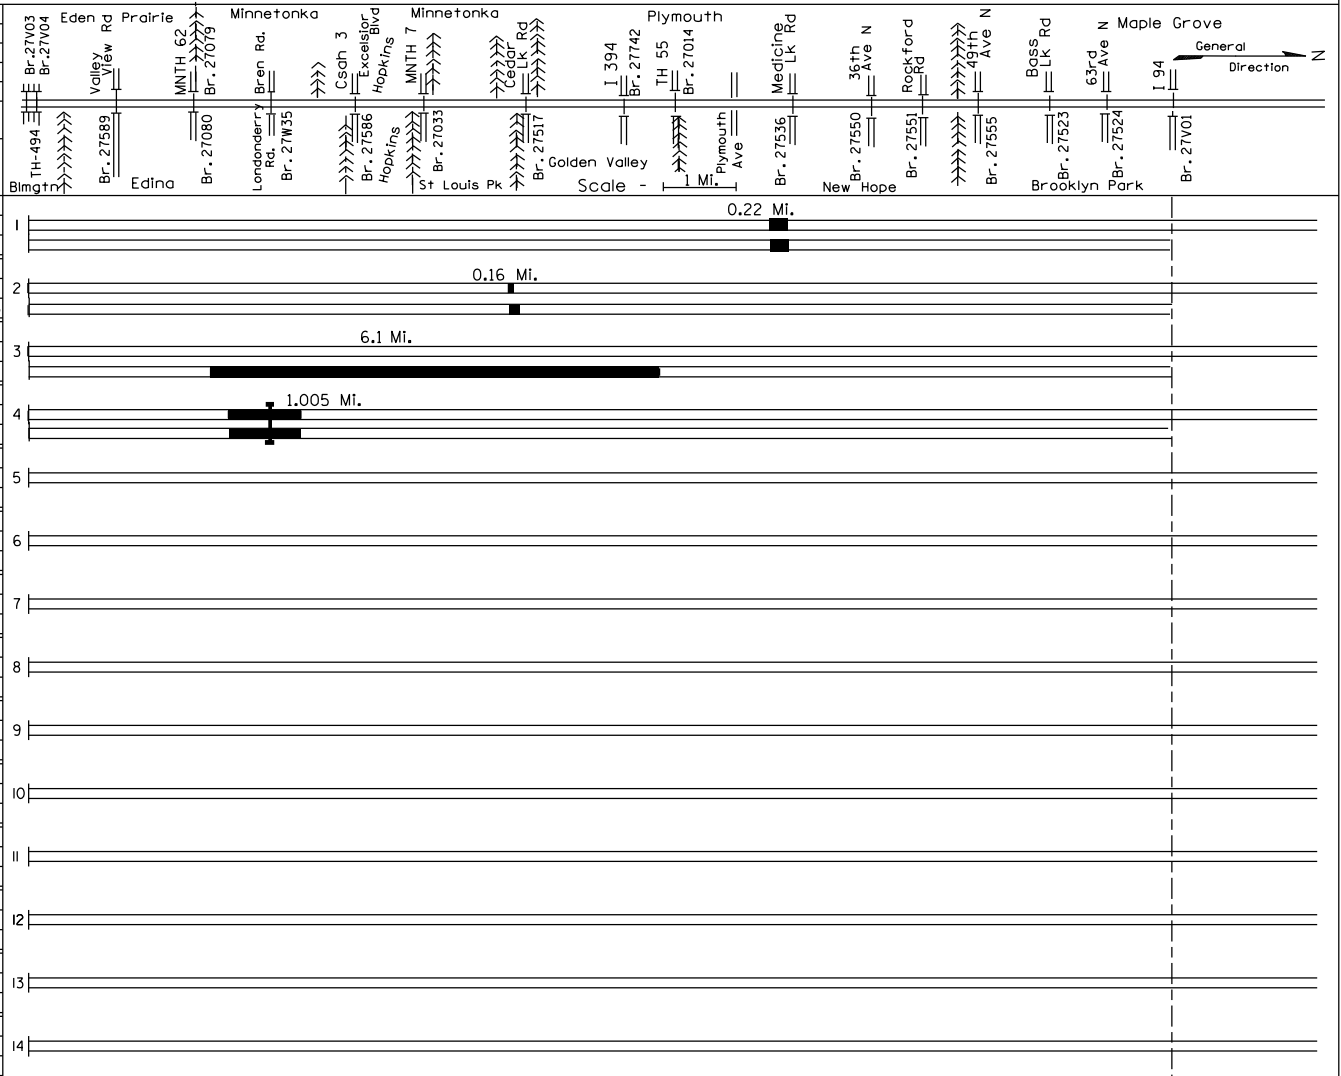 Br.27V03
Br.27V04
Eden Prairie
Valley
View Rd
MNTH 62
Br.27079
Minnetonka
Bren Rd.
Csah 3
Excelsior
Blvd
Hopkins
MNTH 7
Minnetonka
Cedar
Lk Rd
I 394
Br.27742
Plymouth
TH 55
Br.27014
Medicine
Lk Rd
36th
Ave N
Rockford
Rd
49th
Ave N
Bass
Lk Rd
63rd
Ave N
Maple Grove
I 94
General
Direction
N
Blmgtn
TH-494
Br.27589
Edina
Br.27080
Londonderry
Rd.
Br.27W35
Br.27586
Hopkins
Br.27033
St Louis Pk
Br.27517
Golden Valley
Scale -
1 Mi.
Plymouth
Ave
Br.27536
New Hope
Br.27550
Br.27551
Br.27555
Brooklyn Park
Br.27523
Br.27524
Br.27V01
0.22 Mi.
1
0.16 Mi.
2
6.1 Mi.
3
1.005 Mi.
4
5
6
7
8
9
10
11
12
13
14